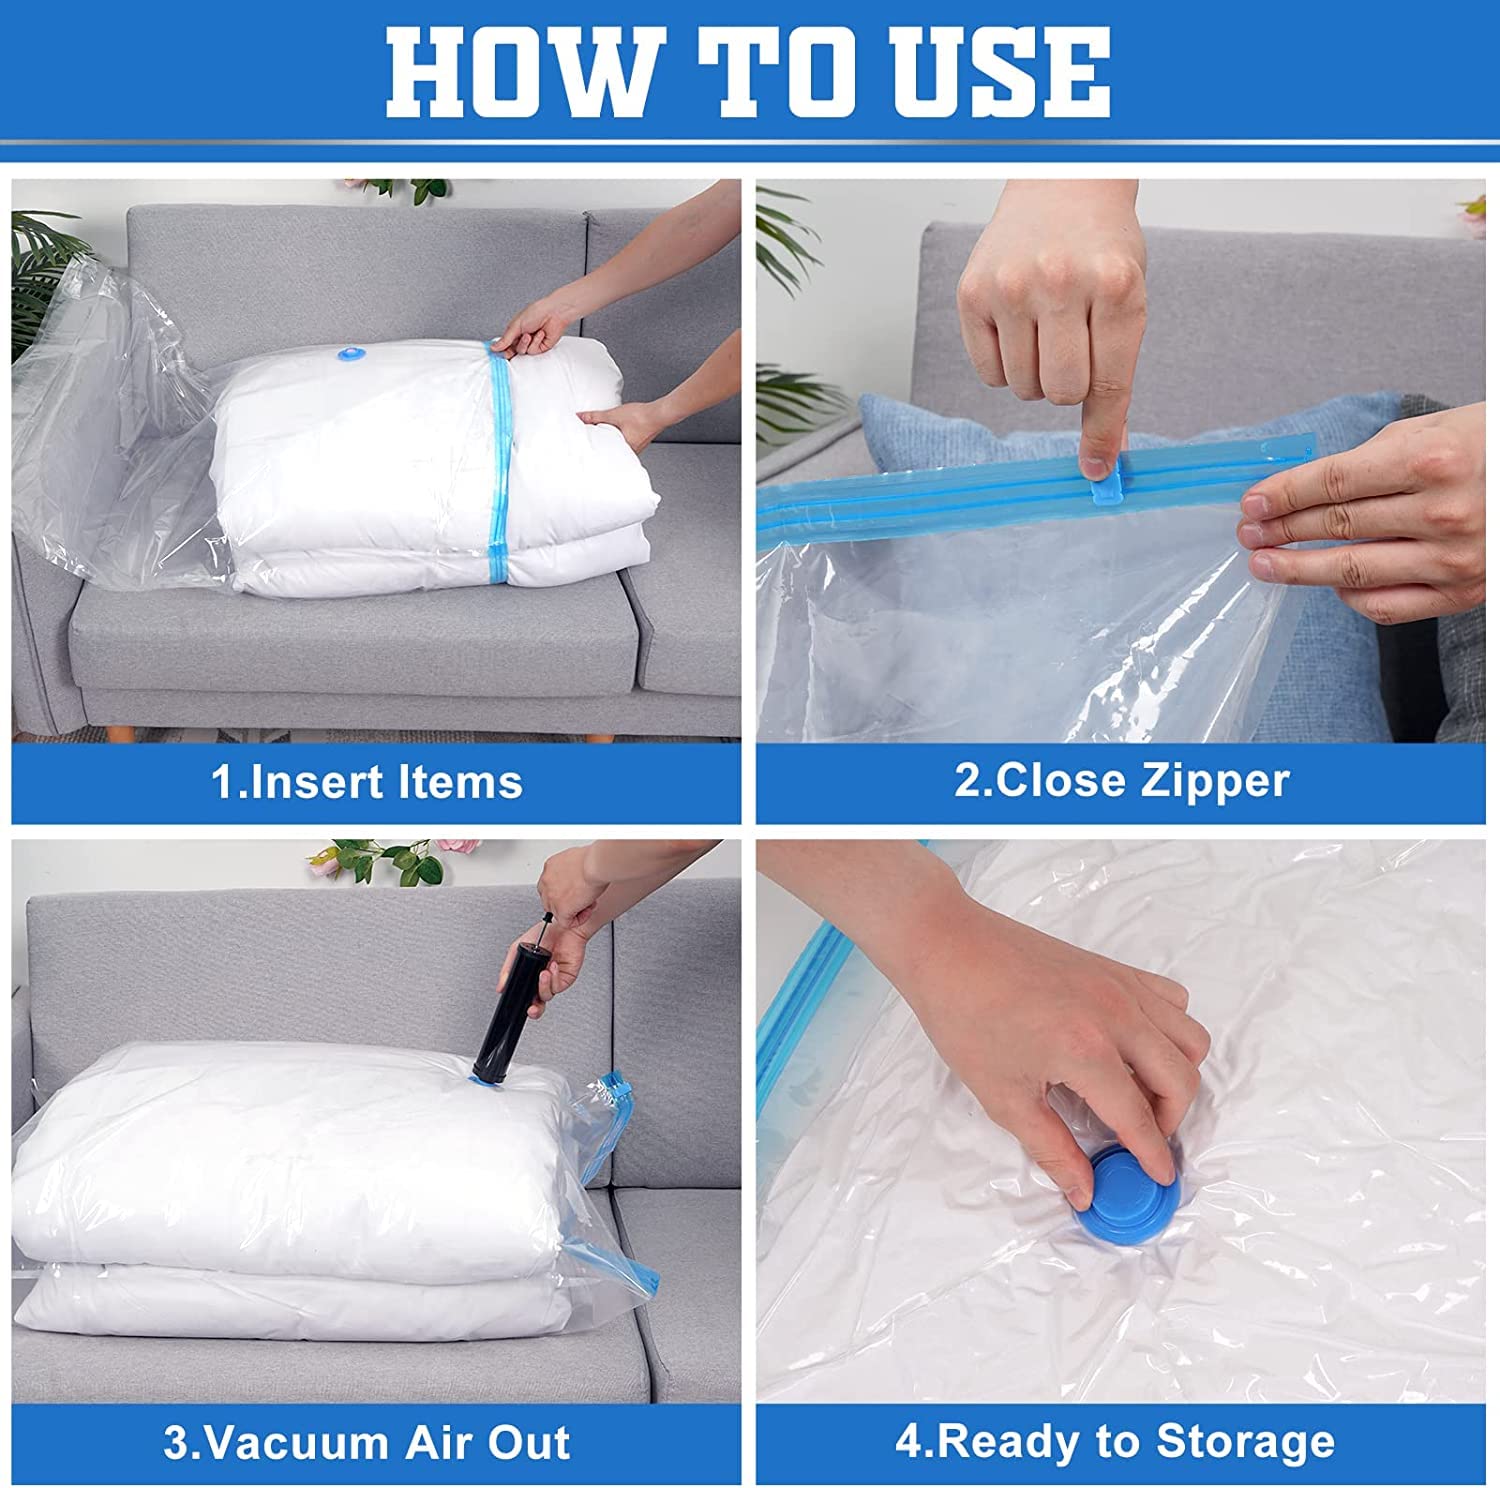 HOW TO USE
1.Insert Items
2.Close Zipper
3.Vacuum Air Out
4.Ready to Storage